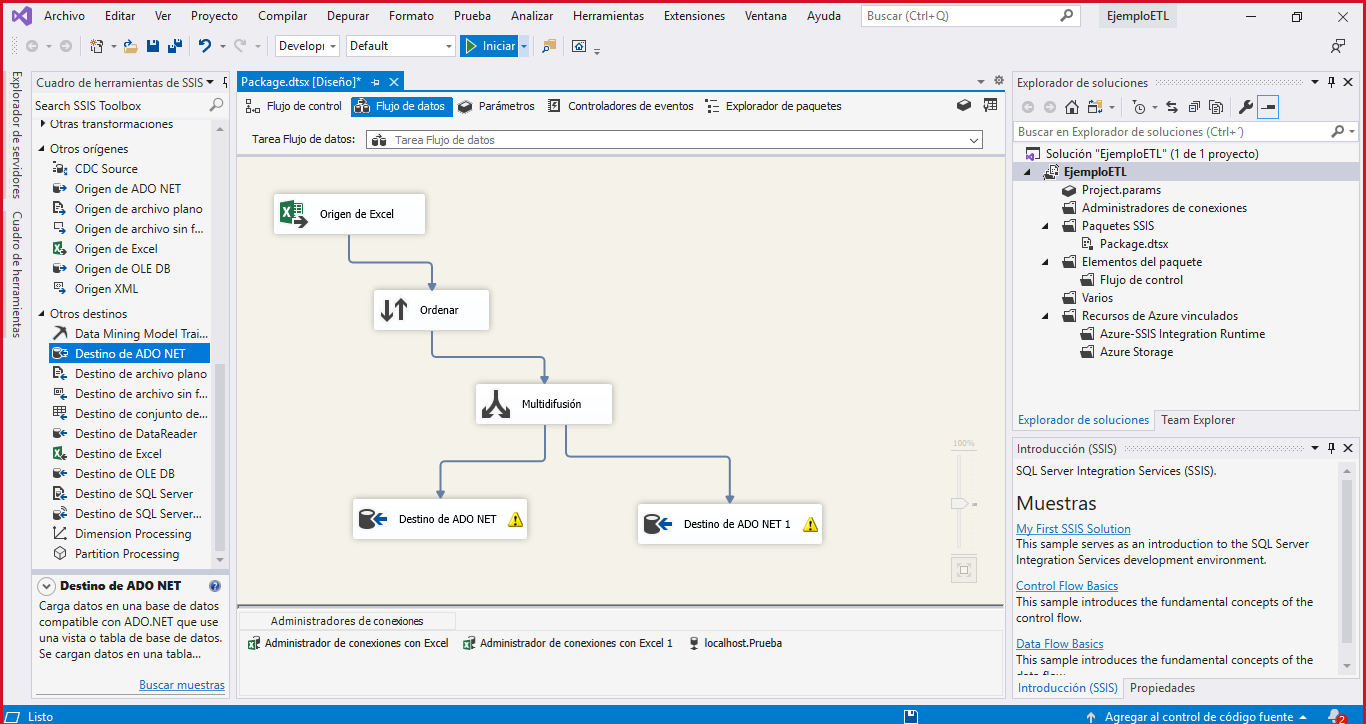 Archivo Editar Ver Proyecto Compilar Depurar Formato Prueba Analizar Herramientas Extensiones Ventana Ayuda Buscar (Ctrl+Q) EjemploETL
Developi Default Iniciar
Explorador de servidores
Cuadro de herramientas
Cuadro de herramientas de SSIS
Search SSIS Toolbox
Otras transformaciones
Otros orígenes
CDC Source
Origen de ADO NET
Origen de archivo plano
Origen de archivo sin f...
Origen de Excel
Origen de OLE DB
Origen XML
Otros destinos
Data Mining Model Trai...
Destino de ADO NET
Destino de archivo plano
Destino de archivo sin f...
Destino de conjunto de...
Destino de DataReader
Destino de Excel
Destino de OLE DB
Destino de SQL Server
Destino de SQL Server...
Dimension Processing
Partition Processing
Destino de ADO NET
Carga datos en una base de datos
compatible con ADO.NET que use
una vista o tabla de base de datos.
Se cargan datos en una tabla...
Buscar muestras
Package.dtsx [Diseño]*
Flujo de control Flujo de datos Parámetros Controladores de eventos Explorador de paquetes
Tarea Flujo de datos: Tarea Flujo de datos
Origen de Excel
Ordenar
Multidifusión
Destino de ADO NET
Destino de ADO NET 1
100%
Administradores de conexiones
Administrador de conexiones con Excel Administrador de conexiones con Excel 1 localhost.Prueba
Explorador de soluciones
Buscar en Explorador de soluciones (Ctrl+´)
Solución "EjemploETL" (1 de 1 proyecto)
EjemploETL
Project.params
Administradores de conexiones
Paquetes SSIS
Package.dtsx
Elementos del paquete
Flujo de control
Varios
Recursos de Azure vinculados
Azure-SSIS Integration Runtime
Azure Storage
Explorador de soluciones Team Explorer
Introducción (SSIS)
SQL Server Integration Services (SSIS).
Muestras
My First SSIS Solution
This sample serves as an introduction to the SQL Server
Integration Services development environment.
Control Flow Basics
This sample introduces the fundamental concepts of the
control flow.
Data Flow Basics
This sample introduces the fundamental concepts of the
data flow.
Introducción (SSIS) Propiedades
Listo Agregar al control de código fuente 2